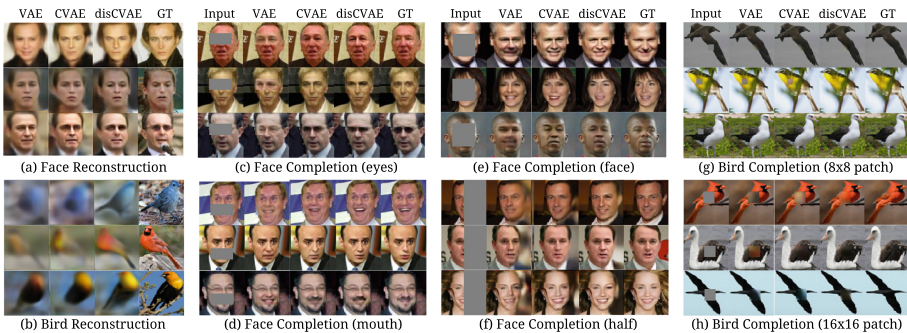 VAE CVAE disCVAE GT
Input VAE CVAE disCVAE GT
Input VAE CVAE disCVAE GT
Input VAE CVAE disCVAE GT
(a) Face Reconstruction
(c) Face Completion (eyes)
(e) Face Completion (face)
(g) Bird Completion (8x8 patch)
(b) Bird Reconstruction
(d) Face Completion (mouth)
(f) Face Completion (half)
(h) Bird Completion (16x16 patch)